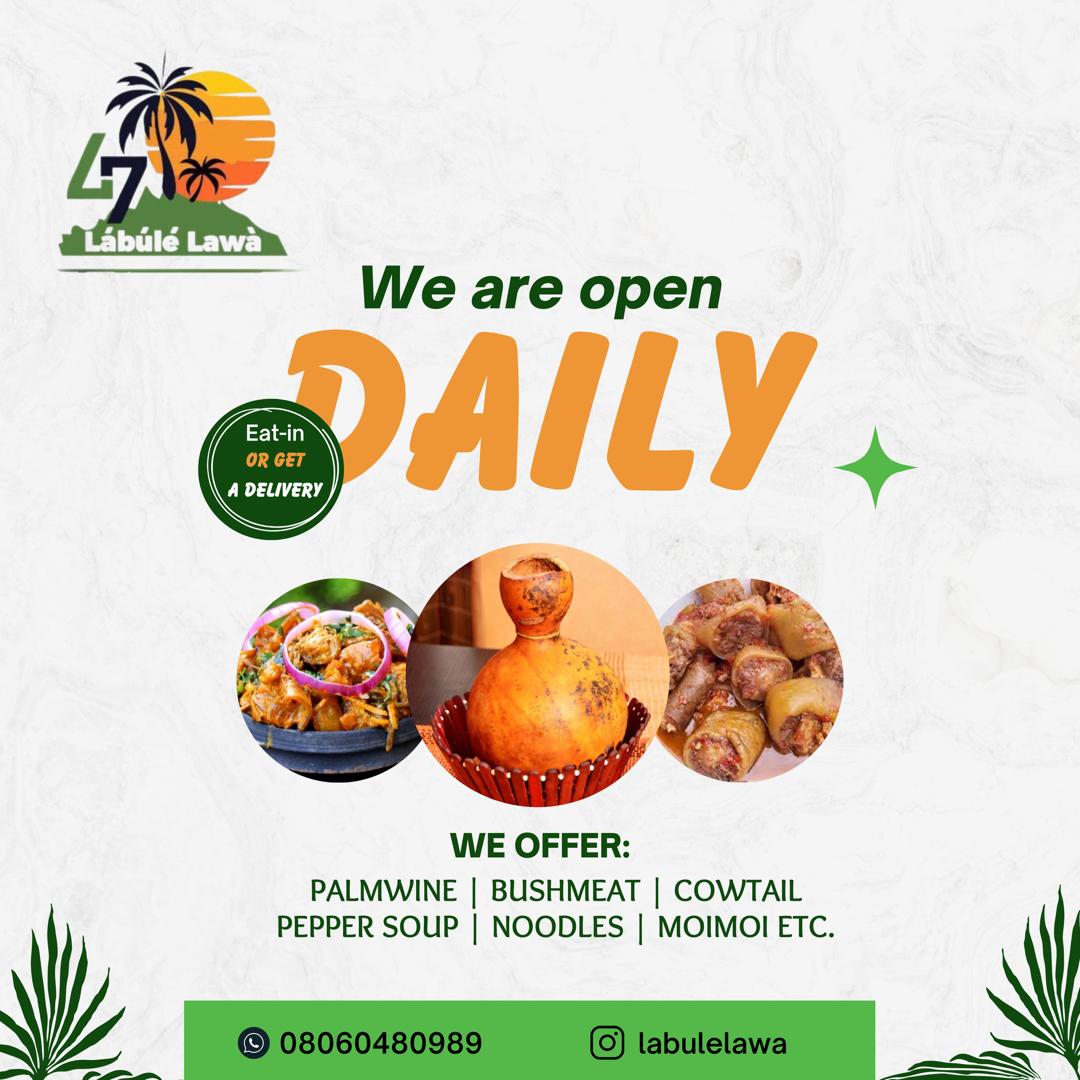 47
Lábúlé Lawà
We are open
DAILY
Eat-in
OR GET
A DELIVERY
WE OFFER:
PALMWINE | BUSHMEAT | COWTAIL
PEPPER SOUP | NOODLES | MOIMOI ETC.
08060480989 labulelawa